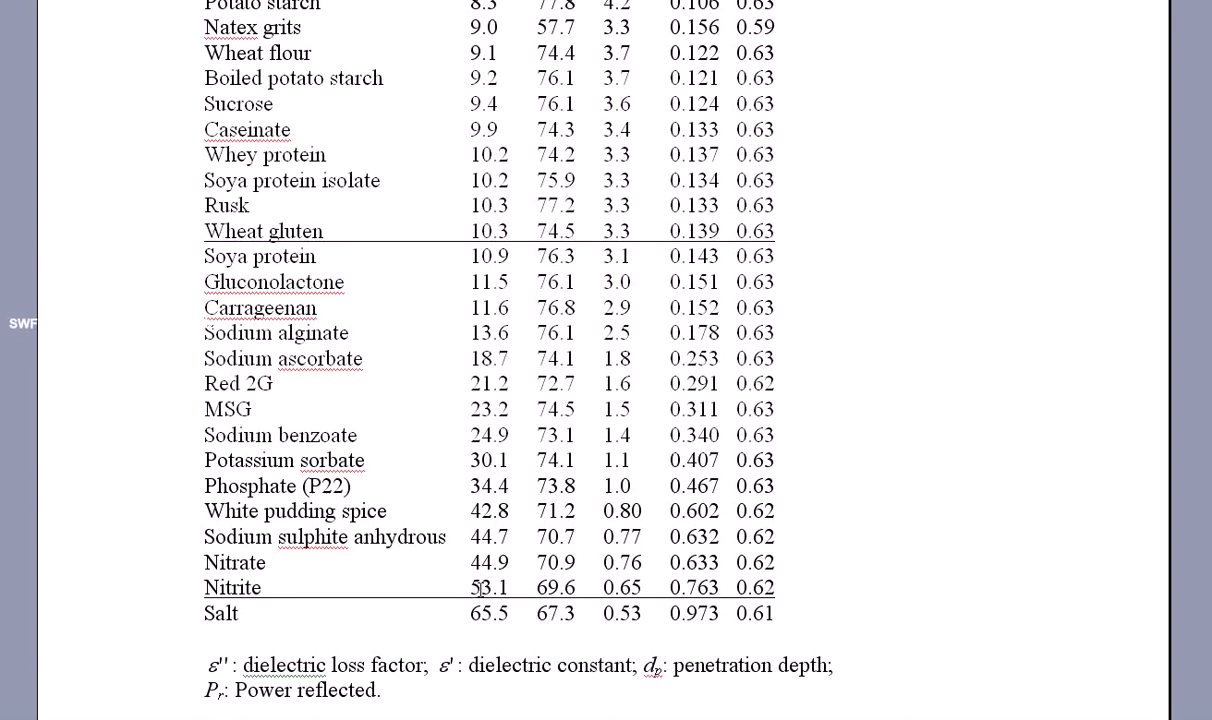 Potato starch 8.3 77.8 4.2 0.106 0.63
Natex grits 9.0 57.7 3.3 0.156 0.59
Wheat flour 9.1 74.4 3.7 0.122 0.63
Boiled potato starch 9.2 76.1 3.7 0.121 0.63
Sucrose 9.4 76.1 3.6 0.124 0.63
Caseinate 9.9 74.3 3.4 0.133 0.63
Whey protein 10.2 74.2 3.3 0.137 0.63
Soya protein isolate 10.2 75.9 3.3 0.134 0.63
Rusk 10.3 77.2 3.3 0.133 0.63
Wheat gluten 10.3 74.5 3.3 0.139 0.63
Soya protein 10.9 76.3 3.1 0.143 0.63
Gluconolactone 11.5 76.1 3.0 0.151 0.63
Carrageenan 11.6 76.8 2.9 0.152 0.63
SWF
Sodium alginate 13.6 76.1 2.5 0.178 0.63
Sodium ascorbate 18.7 74.1 1.8 0.253 0.63
Red 2G 21.2 72.7 1.6 0.291 0.62
MSG 23.2 74.5 1.5 0.311 0.63
Sodium benzoate 24.9 73.1 1.4 0.340 0.63
Potassium sorbate 30.1 74.1 1.1 0.407 0.63
Phosphate (P22) 34.4 73.8 1.0 0.467 0.63
White pudding spice 42.8 71.2 0.80 0.602 0.62
Sodium sulphite anhydrous 44.7 70.7 0.77 0.632 0.62
Nitrate 44.9 70.9 0.76 0.633 0.62
Nitrite 53.1 69.6 0.65 0.763 0.62
Salt 65.5 67.3 0.53 0.973 0.61
ε'' : dielectric loss factor; ε' : dielectric constant; dp: penetration depth;
Pr: Power reflected.